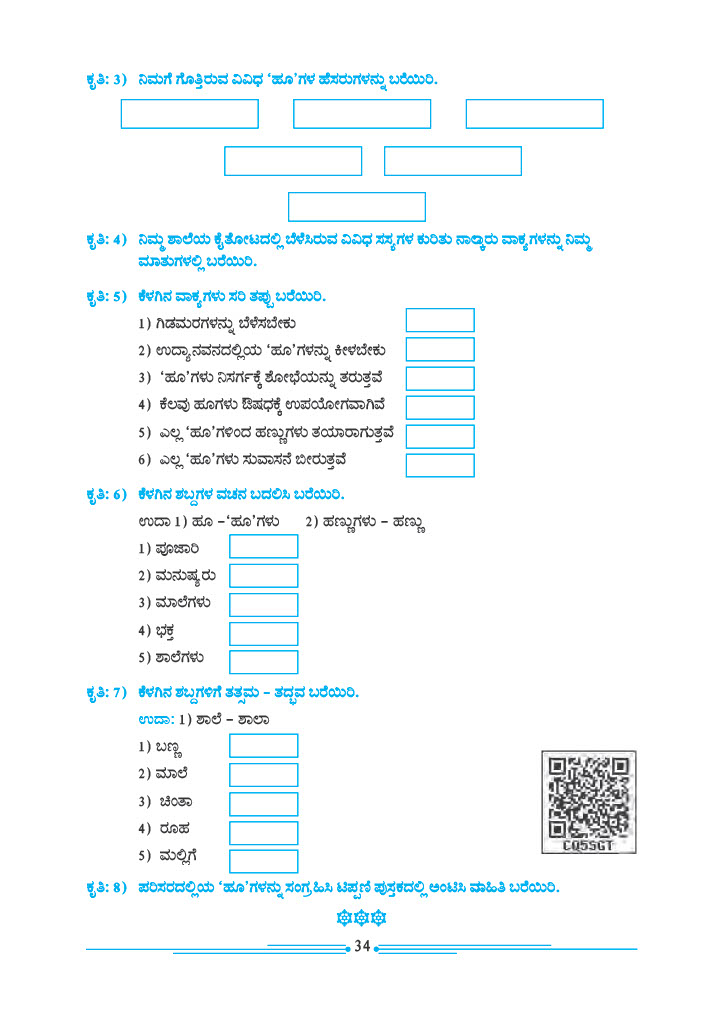 ಕೃತಿ: 3) ನಿಮಗೆ ಗೊತ್ತಿರುವ ವಿವಿಧ ‘ಹೂ’ಗಳ ಹೆಸರುಗಳನ್ನು ಬರೆಯಿರಿ.
ಕೃತಿ: 4) ನಿಮ್ಮ ಶಾಲೆಯ ಕೈತೋಟದಲ್ಲಿ ಬೆಳೆಸಿರುವ ವಿವಿಧ ಸಸ್ಯಗಳ ಕುರಿತು ನಾಲ್ಕಾರು ವಾಕ್ಯಗಳನ್ನು ನಿಮ್ಮ
ಮಾತುಗಳಲ್ಲಿ ಬರೆಯಿರಿ.
ಕೃತಿ: 5) ಕೆಳಗಿನ ವಾಕ್ಯಗಳು ಸರಿ ತಪ್ಪು ಬರೆಯಿರಿ.
1) ಗಿಡಮರಗಳನ್ನು ಬೆಳೆಸಬೇಕು
2) ಉದ್ಯಾನವನದಲ್ಲಿಯ ‘ಹೂ’ಗಳನ್ನು ಕೀಳಬೇಕು
3) ‘ಹೂ’ಗಳು ನಿಸರ್ಗಕ್ಕೆ ಶೋಭೆಯನ್ನು ತರುತ್ತವೆ
4) ಕೆಲವು ಹೂಗಳು ಔಷಧಕ್ಕೆ ಉಪಯೋಗವಾಗಿವೆ
5) ಎಲ್ಲ ‘ಹೂ’ಗಳಿಂದ ಹಣ್ಣುಗಳು ತಯಾರಾಗುತ್ತವೆ
6) ಎಲ್ಲ ‘ಹೂ’ಗಳು ಸುವಾಸನೆ ಬೀರುತ್ತವೆ
ಕೃತಿ: 6) ಕೆಳಗಿನ ಶಬ್ದಗಳ ವಚನ ಬದಲಿಸಿ ಬರೆಯಿರಿ.
ಉದಾ 1) ಹೂ –‘ಹೂ’ಗಳು 2) ಹಣ್ಣುಗಳು – ಹಣ್ಣು
1) ಪೂಜಾರಿ
2) ಮನುಷ್ಯರು
3) ಮಾಲೆಗಳು
4) ಭಕ್ತ
5) ಶಾಲೆಗಳು
ಕೃತಿ: 7) ಕೆಳಗಿನ ಶಬ್ದಗಳಿಗೆ ತತ್ಸಮ – ತದ್ಭವ ಬರೆಯಿರಿ.
ಉದಾ: 1) ಶಾಲೆ – ಶಾಲಾ
1) ಬಣ್ಣ
2) ಮಾಲೆ
3) ಚಿಂತಾ
4) ರೂಹ
5) ಮಲ್ಲಿಗೆ
CQ5SGT
ಕೃತಿ: 8) ಪರಿಸರದಲ್ಲಿಯ ‘ಹೂ’ಗಳನ್ನು ಸಂಗ್ರಹಿಸಿ ಟಿಪ್ಪಣಿ ಪುಸ್ತಕದಲ್ಲಿ ಅಂಟಿಸಿ ಮಾಹಿತಿ ಬರೆಯಿರಿ.
34